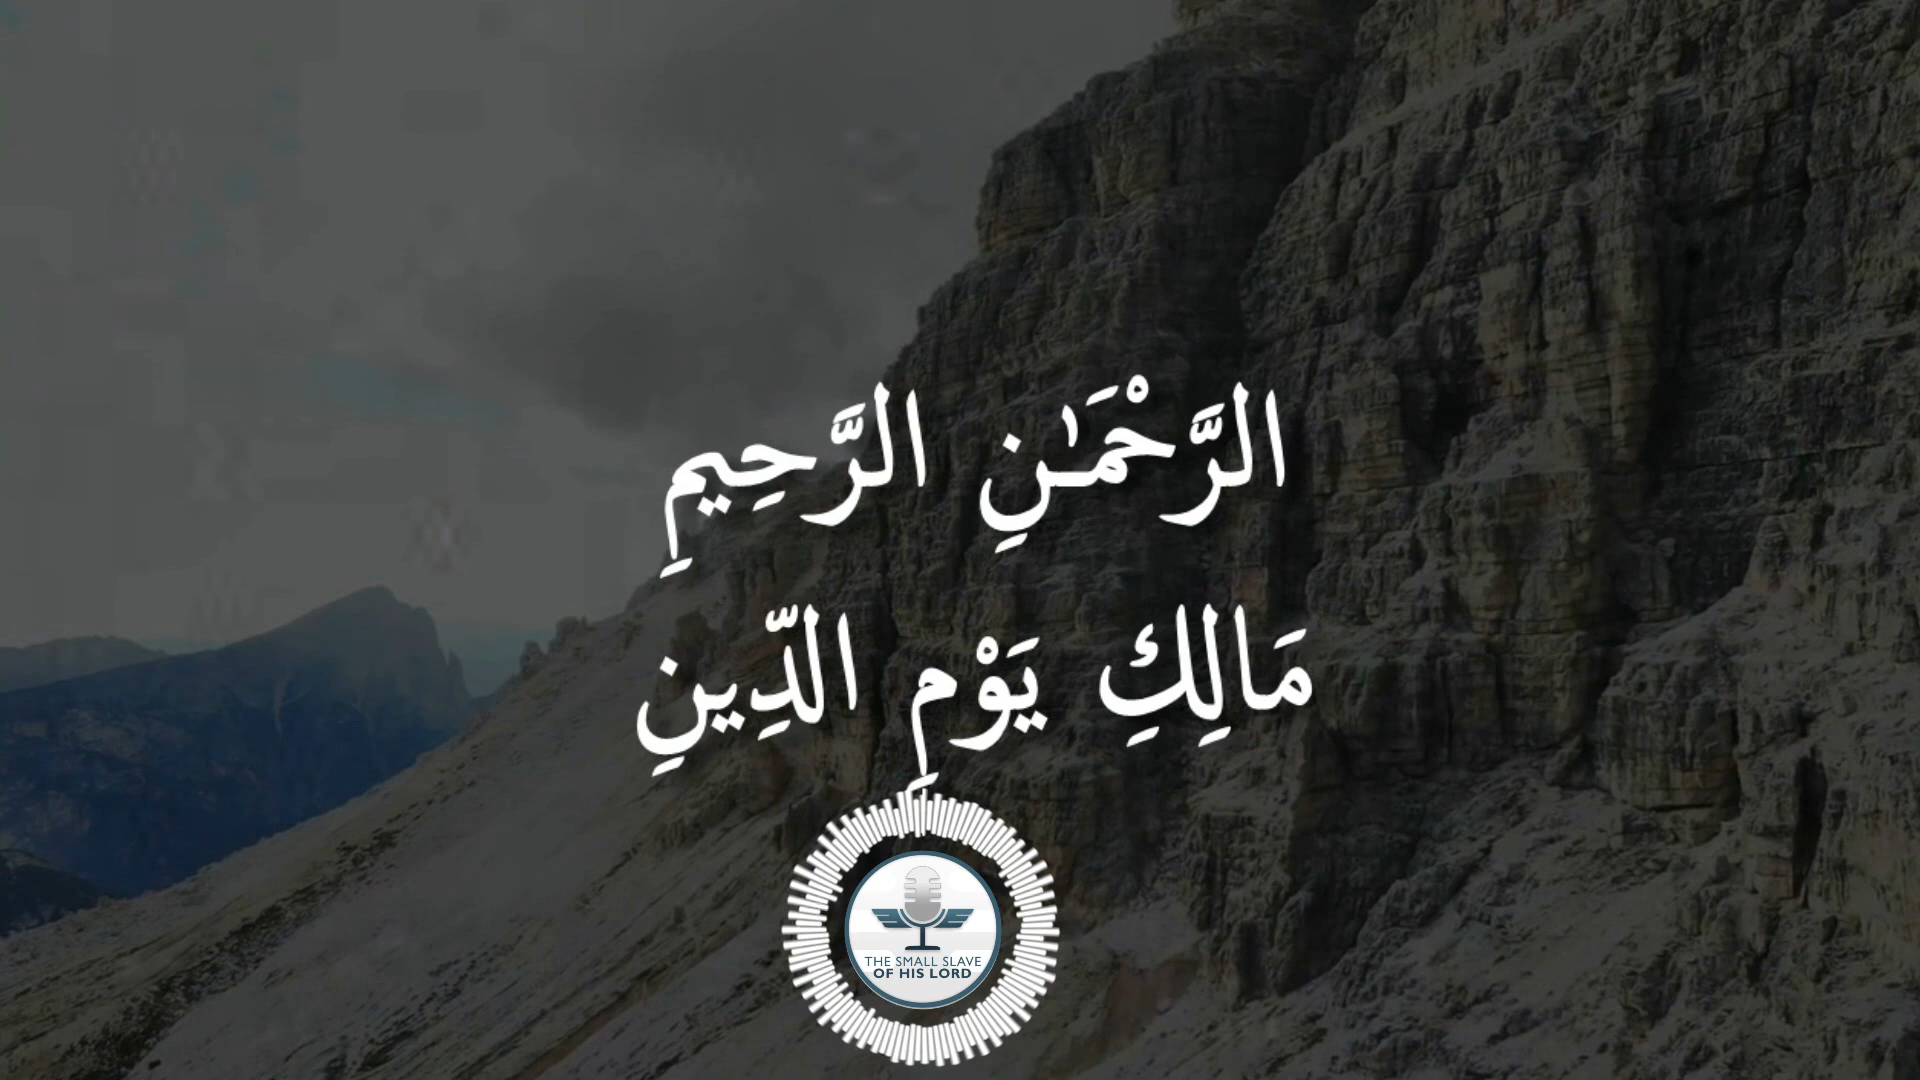 الرَّحْمَٰنِ الرَّحِيمِ
مَالِكِ يَوْمِ الدِّينِ
THE SMALL SLAVE
OF HIS LORD